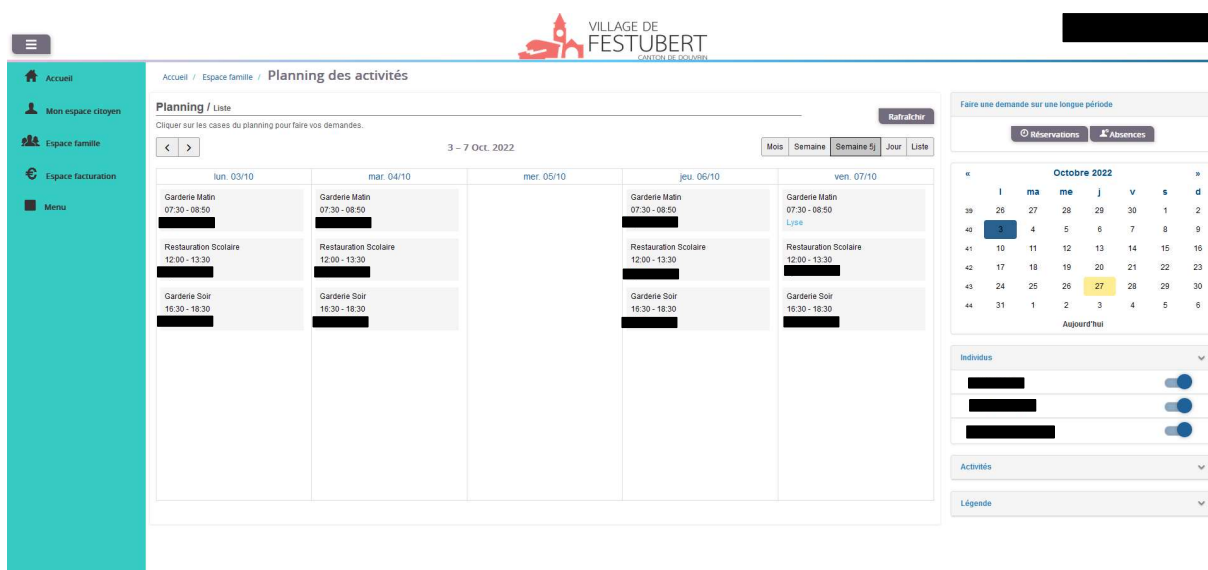 VILLAGE DE
FESTUBERT
CANTON DE DOUVRIN
Accueil
Mon espace citoyen
Espace famille
Espace facturation
Menu
Accueil / Espace famille / Planning des activités
Planning / Liste
Rafraîchir
Cliquer sur les cases du planning pour faire vos demandes.
< >
3 – 7 Oct. 2022
Mois Semaine Semaine 5j Jour Liste
lun. 03/10 mar. 04/10 mer. 05/10 jeu. 06/10 ven. 07/10
Garderie Matin Garderie Matin Garderie Matin Garderie Matin
07:30 - 08:50 07:30 - 08:50 07:30 - 08:50 07:30 - 08:50
Lyse
Restauration Scolaire Restauration Scolaire Restauration Scolaire Restauration Scolaire
12:00 - 13:30 12:00 - 13:30 12:00 - 13:30 12:00 - 13:30
Garderie Soir Garderie Soir Garderie Soir Garderie Soir
16:30 - 18:30 16:30 - 18:30 16:30 - 18:30 16:30 - 18:30
Faire une demande sur une longue période
Réservations Absences
« Octobre 2022 »
l ma me j v s d
39 26 27 28 29 30 1 2
40 3 4 5 6 7 8 9
41 10 11 12 13 14 15 16
42 17 18 19 20 21 22 23
43 24 25 26 27 28 29 30
44 31 1 2 3 4 5 6
Aujourd'hui
Individus
Activités
Légende